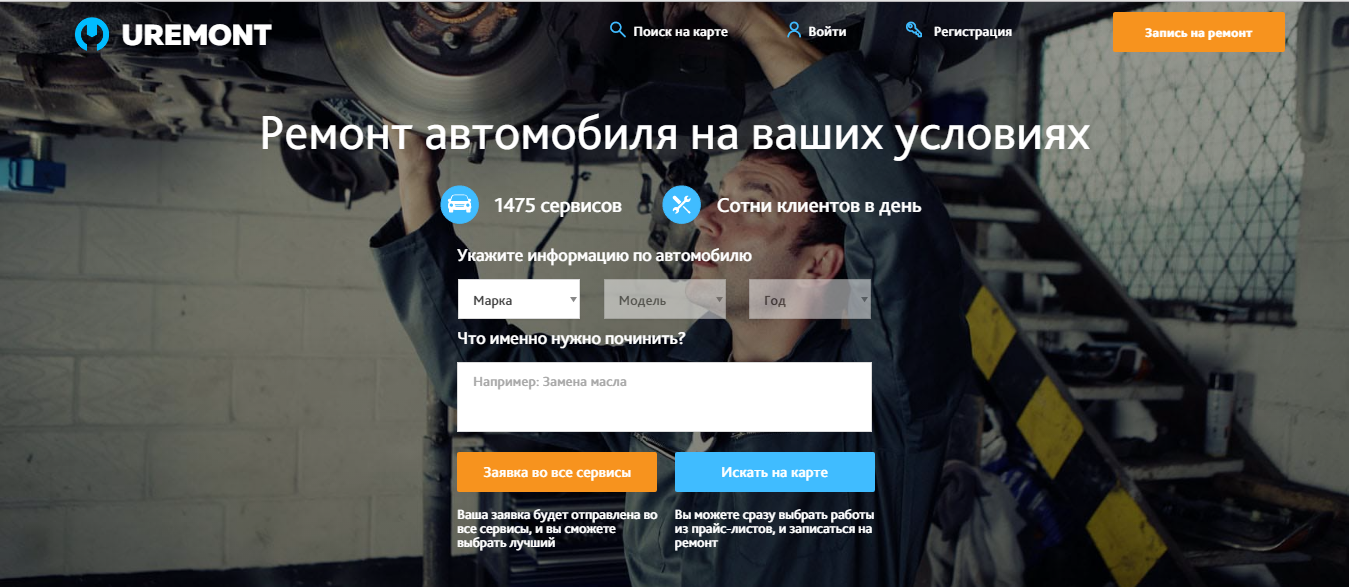 UREMONT
Поиск на карте
Войти
Регистрация
Запись на ремонт
Ремонт автомобиля на ваших условиях
1475 сервисов
Сотни клиентов в день
Укажите информацию по автомобилю
Марка
Модель
Год
Что именно нужно починить?
Например: Замена масла
Заявка во все сервисы
Искать на карте
Ваша заявка будет отправлена во
все сервисы, и вы сможете
выбрать лучший
Вы можете сразу выбрать работы
из прайс-листов, и записаться на
ремонт